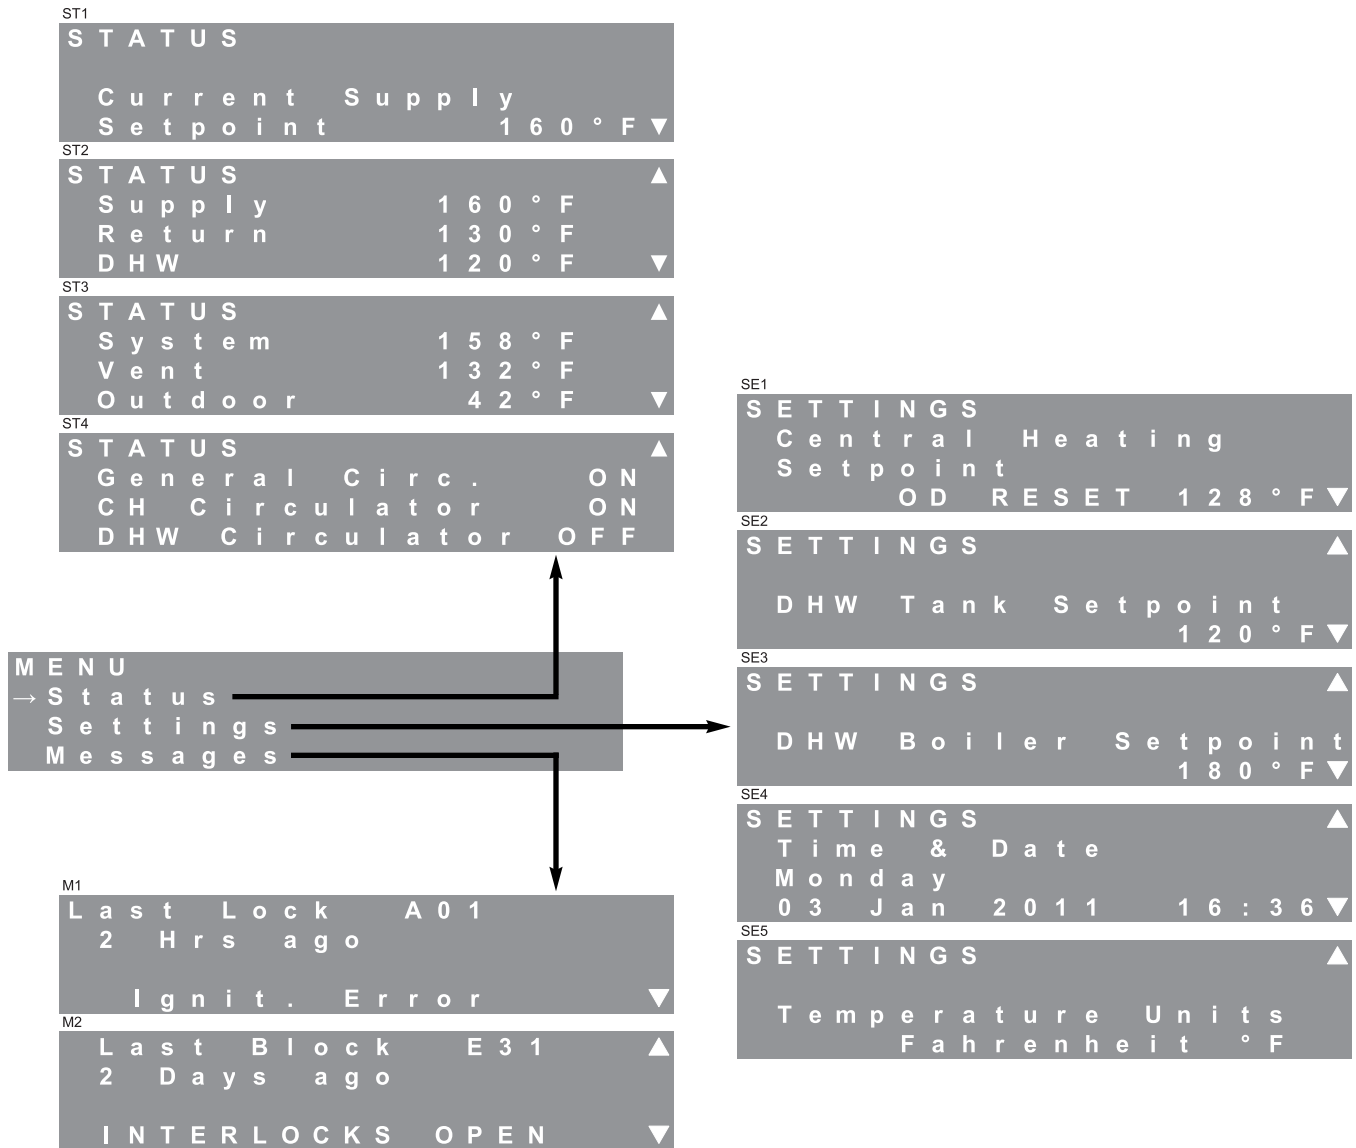 ST1
STATUS
Current Supply
Setpoint 160°F▼
ST2
STATUS ▲
Supply 160°F
Return 130°F
DHW 120°F ▼
ST3
STATUS ▲
System 158°F
Vent 132°F
Outdoor 42°F ▼
ST4
STATUS ▲
General Circ. ON
CH Circulator ON
DHW Circulator OFF
MENU
→Status
Settings
Messages
M1
Last Lock A01
2 Hrs ago
Ignit. Error ▼
M2
Last Block E31 ▲
2 Days ago
INTERLOCKS OPEN ▼
SE1
SETTINGS
Central Heating
Setpoint
OD RESET 128°F▼
SE2
SETTINGS ▲
DHW Tank Setpoint
120°F▼
SE3
SETTINGS ▲
DHW Boiler Setpoint
180°F▼
SE4
SETTINGS ▲
Time & Date
Monday
03 Jan 2011 16:36▼
SE5
SETTINGS ▲
Temperature Units
Fahrenheit °F